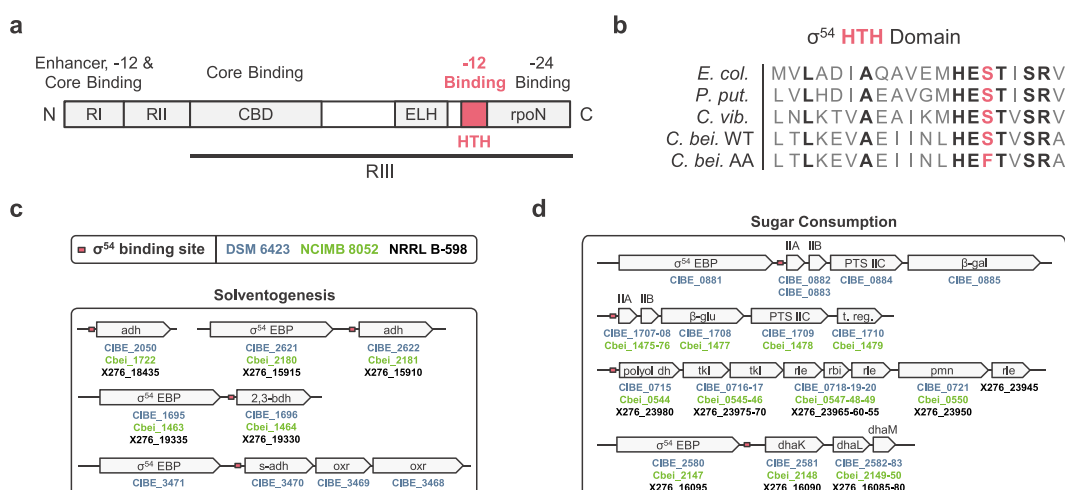 a
Enhancer, -12 &
Core Binding
Core Binding
-12
Binding
-24
Binding
N
RI
RII
CBD
ELH
rpoN
C
HTH
RIII
b
σ54 HTH Domain
E. col. MVLADIAQAVEMHESTISRV
P. put. LVLHDIAEAVGMHESTISRV
C. vib. LNLKTVAEAIKMHESTVSRV
C. bei. WT LTLKEVAEIINLHESTVSRA
C. bei. AA LTLKEVAEIINLHEFTVSRA
c
σ54 binding site DSM 6423 NCIMB 8052 NRRL B-598
Solventogenesis
adh
CIBE_2050
Cbei_1722
X276_18435
σ54 EBP
adh
CIBE_2621
CIBE_2622
Cbei_2180
Cbei_2181
X276_15915
X276_15910
σ54 EBP
2,3-bdh
CIBE_1695
CIBE_1696
Cbei_1463
Cbei_1464
X276_19335
X276_19330
σ54 EBP
s-adh
oxr
oxr
CIBE_3471
CIBE_3470
CIBE_3469
CIBE_3468
d
Sugar Consumption
IIA
IIB
σ54 EBP
PTS IIC
β-gal
CIBE_0881
CIBE_0882
CIBE_0884
CIBE_0885
CIBE_0883
IIA
IIB
β-glu
PTS IIC
t. reg.
CIBE_1707-08
CIBE_1708
CIBE_1709
CIBE_1710
Cbei_1475-76
Cbei_1477
Cbei_1478
Cbei_1479
polyol dh
tkl
tkl
rle
rbi
rle
pmn
rle
CIBE_0715
CIBE_0716-17
CIBE_0718-19-20
CIBE_0721
X276_23945
Cbei_0544
Cbei_0545-46
Cbei_0547-48-49
Cbei_0550
X276_23980
X276_23975-70
X276_23965-60-55
X276_23950
dhaM
σ54 EBP
dhaK
dhaL
CIBE_2580
CIBE_2581
CIBE_2582-83
Cbei_2147
Cbei_2148
Cbei_2149-50
X276_16095
X276_16090
X276_16085-80